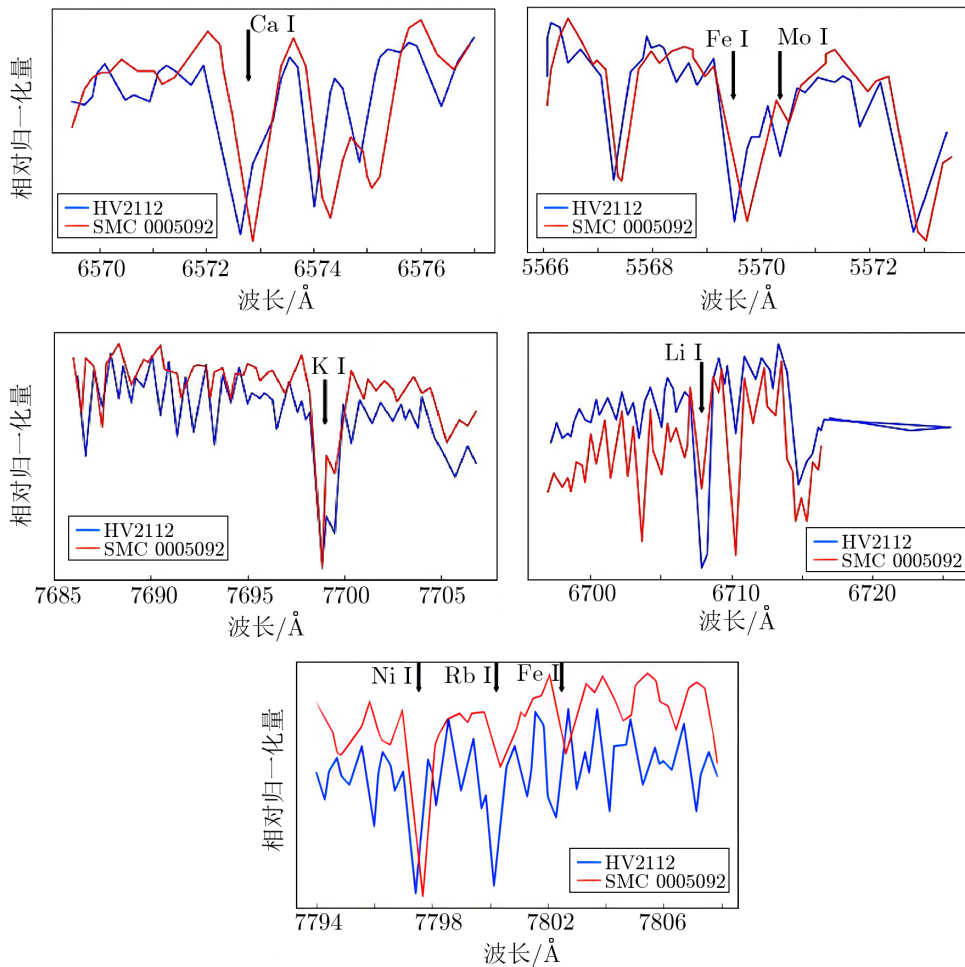 Ca I
相对归一化量
HV2112
SMC 0005092
6570 6572 6574 6576
波长/Å
Fe I Mo I
HV2112
SMC 0005092
5566 5568 5570 5572
波长/Å
K I
相对归一化量
HV2112
SMC 0005092
7685 7690 7695 7700 7705
波长/Å
Li I
HV2112
SMC 0005092
6700 6710 6720
波长/Å
Ni I Rb I Fe I
相对归一化量
HV2112
SMC 0005092
7794 7798 7802 7806
波长/Å